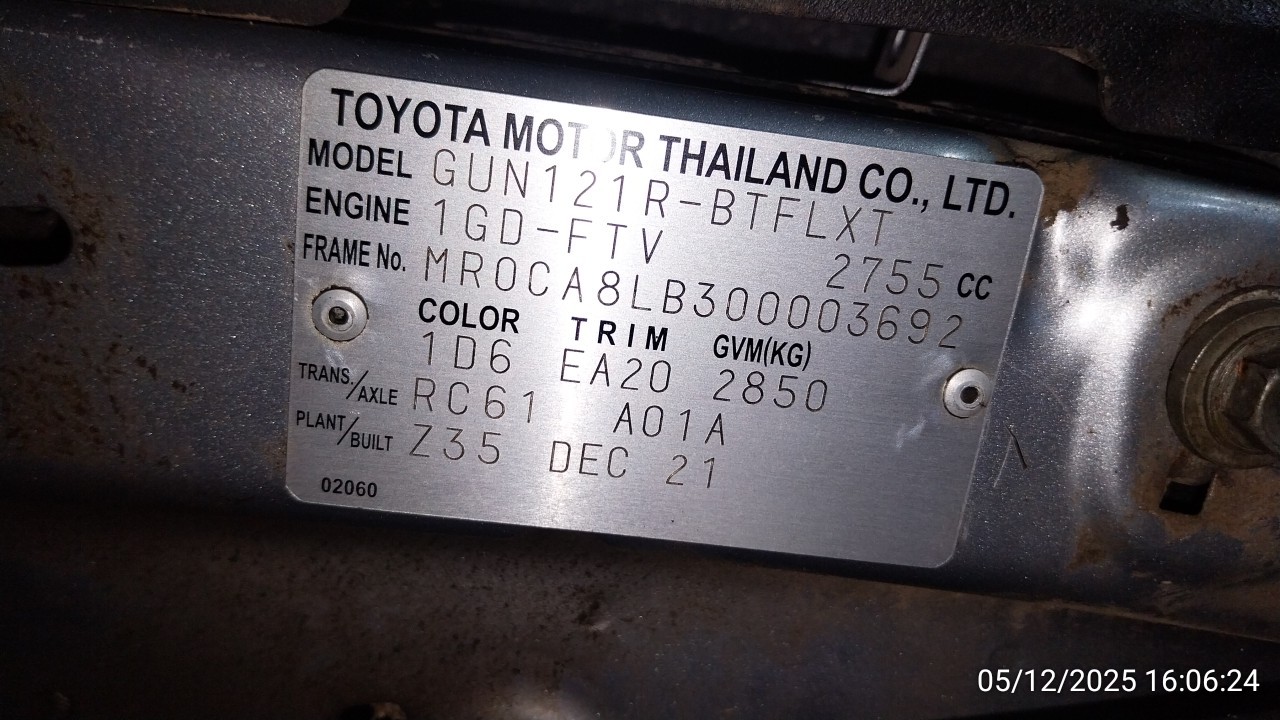 TOYOTA MOTOR THAILAND CO., LTD.
MODEL GUN121R-BTFLXT
ENGINE 1GD-FTV 2755 CC
FRAME No. MR0CA8LB300003692
COLOR TRIM GVM(KG)
1D6 EA20 2850
TRANS./AXLE RC61 A01A
PLANT/BUILT Z35 DEC 21
02060
05/12/2025 16:06:24